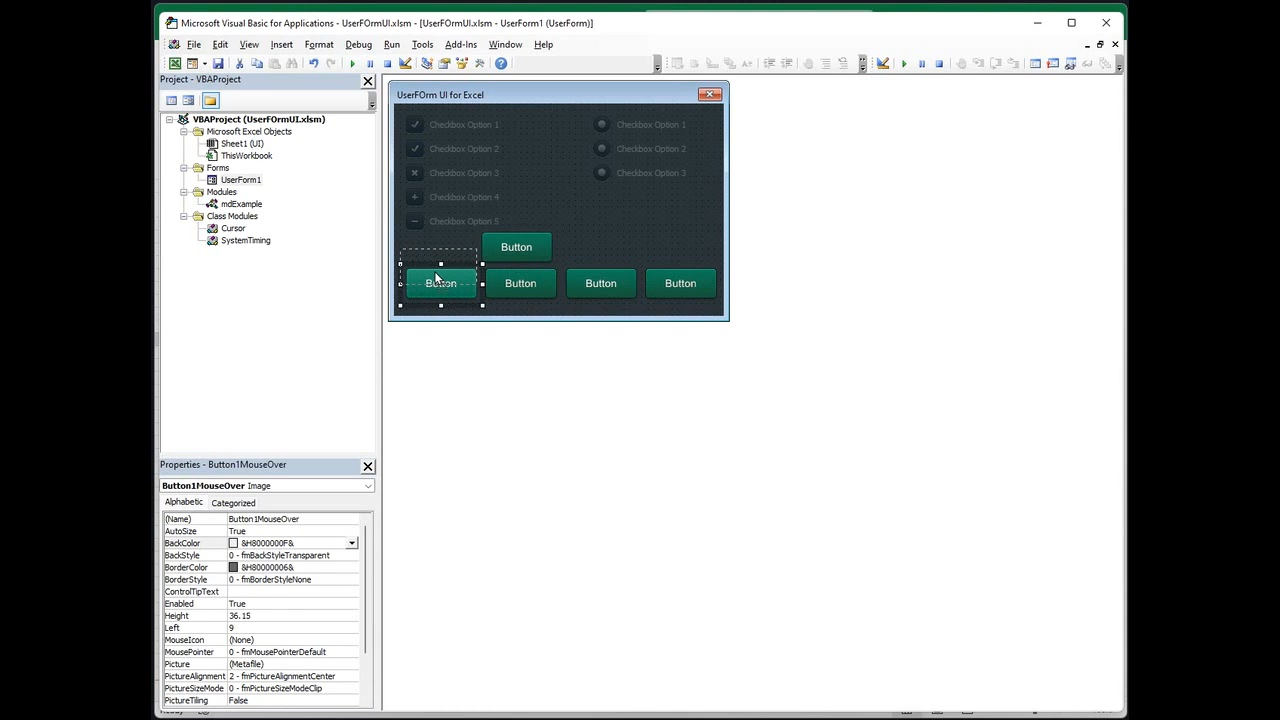 Microsoft Visual Basic for Applications - UserFOrmUI.xlsm - [UserFOrmUI.xlsm - UserForm1 (UserForm)]
File Edit View Insert Format Debug Run Tools Add-Ins Window Help
Project - VBAProject
VBAProject (UserFOrmUI.xlsm)
Microsoft Excel Objects
Sheet1 (UI)
ThisWorkbook
Forms
UserForm1
Modules
mdExample
Class Modules
Cursor
SystemTiming
UserFOrm UI for Excel
Checkbox Option 1 Checkbox Option 1
Checkbox Option 2 Checkbox Option 2
Checkbox Option 3 Checkbox Option 3
Checkbox Option 4
Checkbox Option 5
Button
Button Button Button Button
Properties - Button1MouseOver
Button1MouseOver Image
Alphabetic Categorized
(Name) Button1MouseOver
AutoSize True
BackColor &H8000000F&
BackStyle 0 - fmBackStyleTransparent
BorderColor &H80000006&
BorderStyle 0 - fmBorderStyleNone
ControlTipText
Enabled True
Height 36.15
Left 9
MouseIcon (None)
MousePointer 0 - fmMousePointerDefault
Picture (Metafile)
PictureAlignment 2 - fmPictureAlignmentCenter
PictureSizeMode 0 - fmPictureSizeModeClip
PictureTiling False